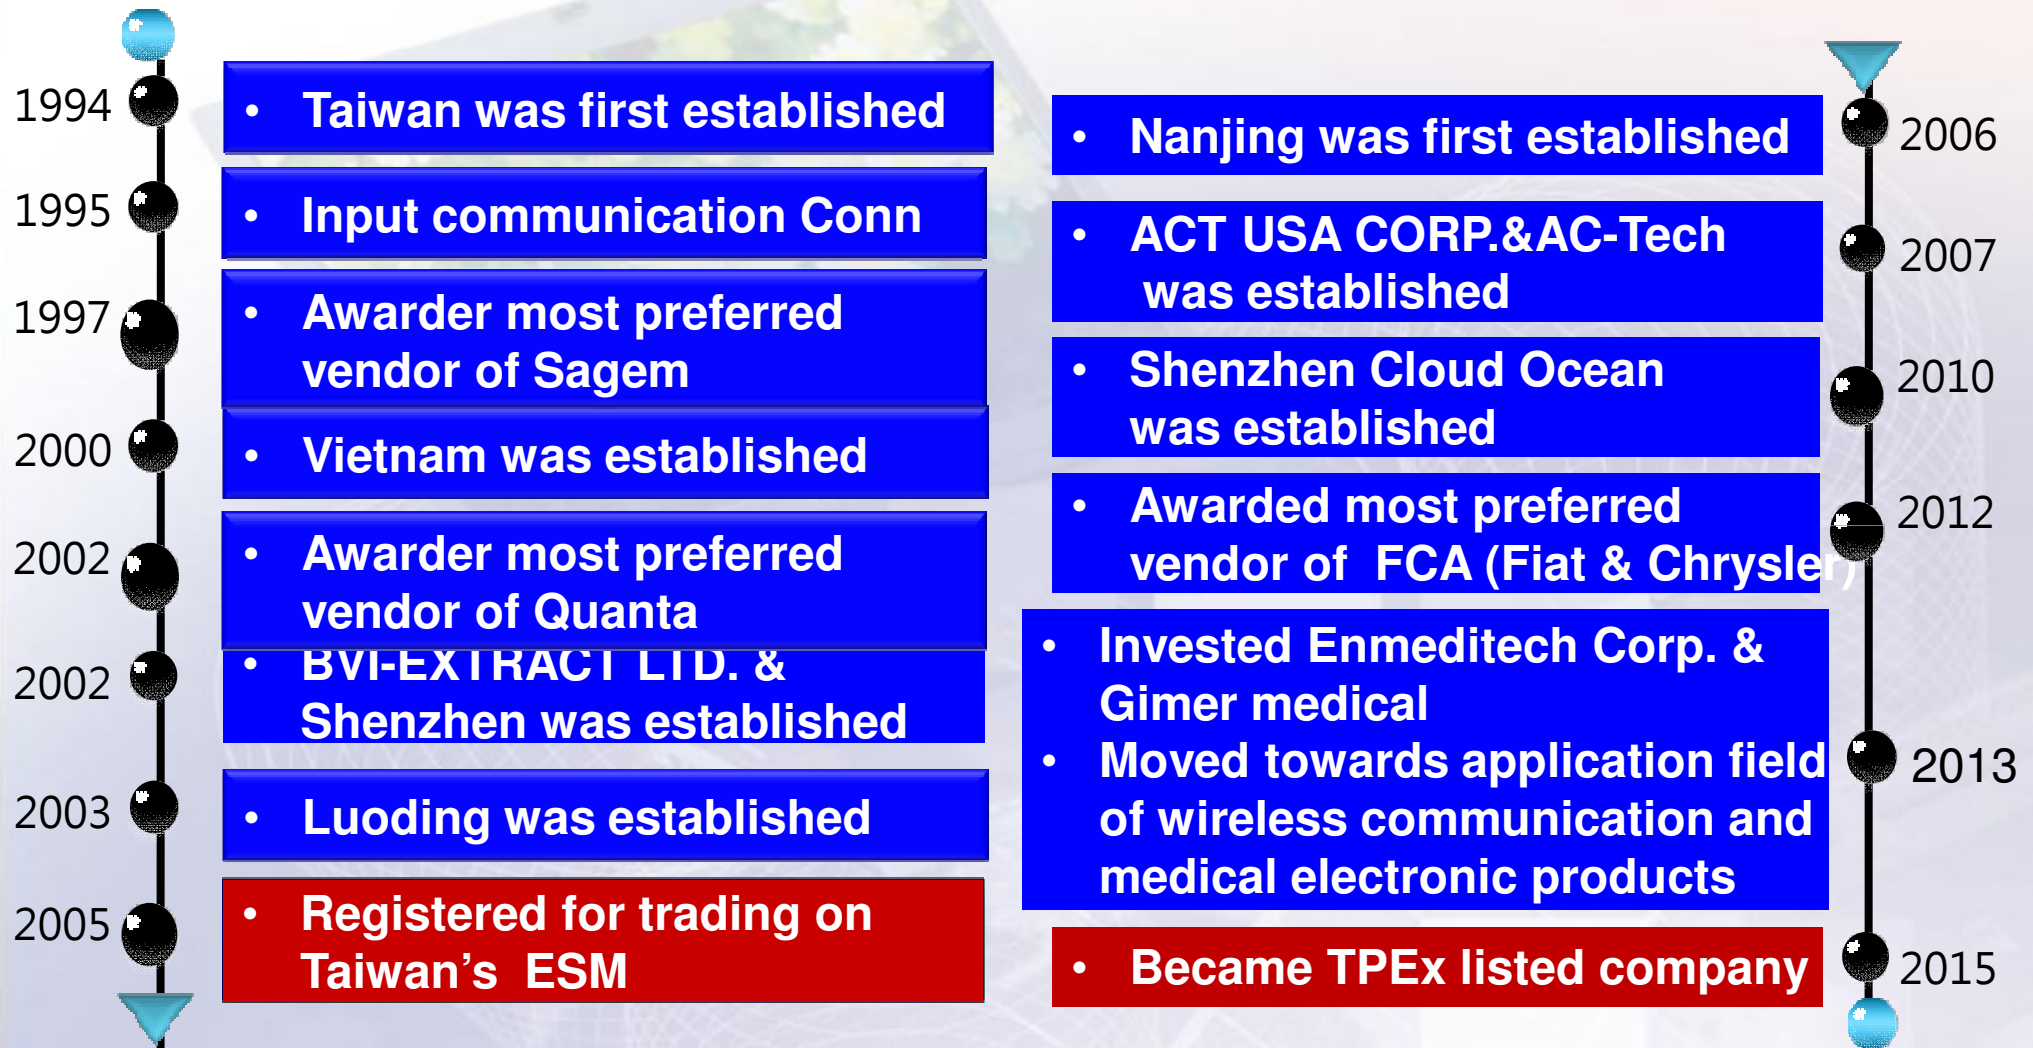 1994
• Taiwan was first established
1995
• Input communication Conn
1997
• Awarder most preferred
vendor of Sagem
2000
• Vietnam was established
2002
• Awarder most preferred
vendor of Quanta
2002
• BVI-EXTRACT LTD. &
Shenzhen was established
2003
• Luoding was established
2005
• Registered for trading on
Taiwan’s ESM
• Nanjing was first established
2006
• ACT USA CORP.&AC-Tech
was established
2007
• Shenzhen Cloud Ocean
was established
2010
• Awarded most preferred
vendor of FCA (Fiat & Chrysler)
2012
• Invested Enmeditech Corp. &
Gimer medical
• Moved towards application field
of wireless communication and
medical electronic products
2013
• Became TPEx listed company
2015